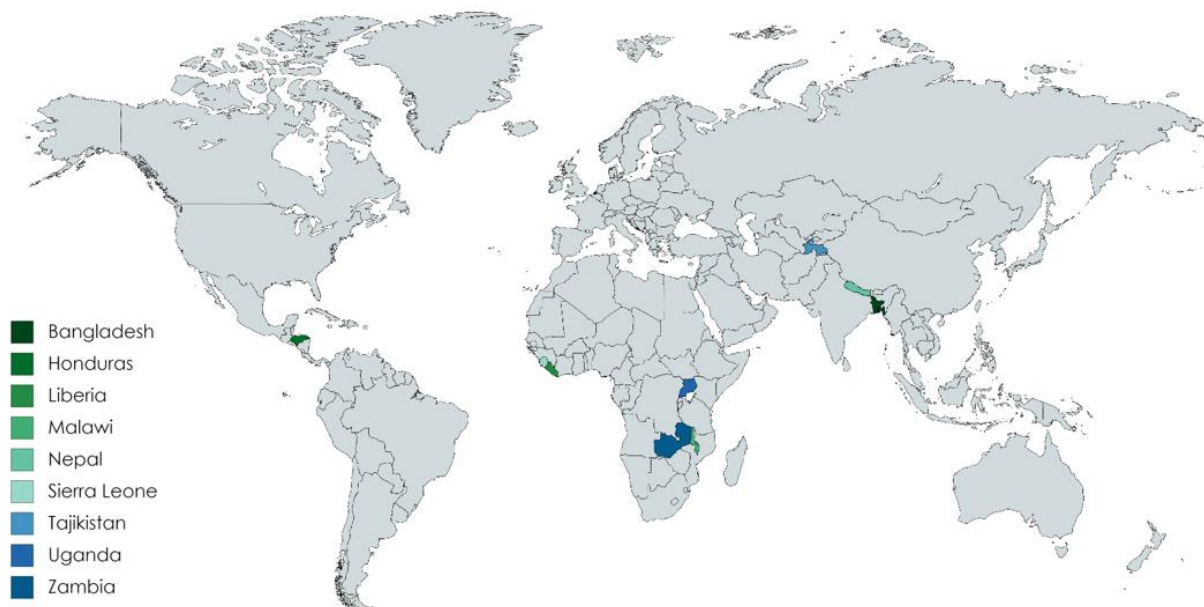 Bangladesh
Honduras
Liberia
Malawi
Nepal
Sierra Leone
Tajikistan
Uganda
Zambia